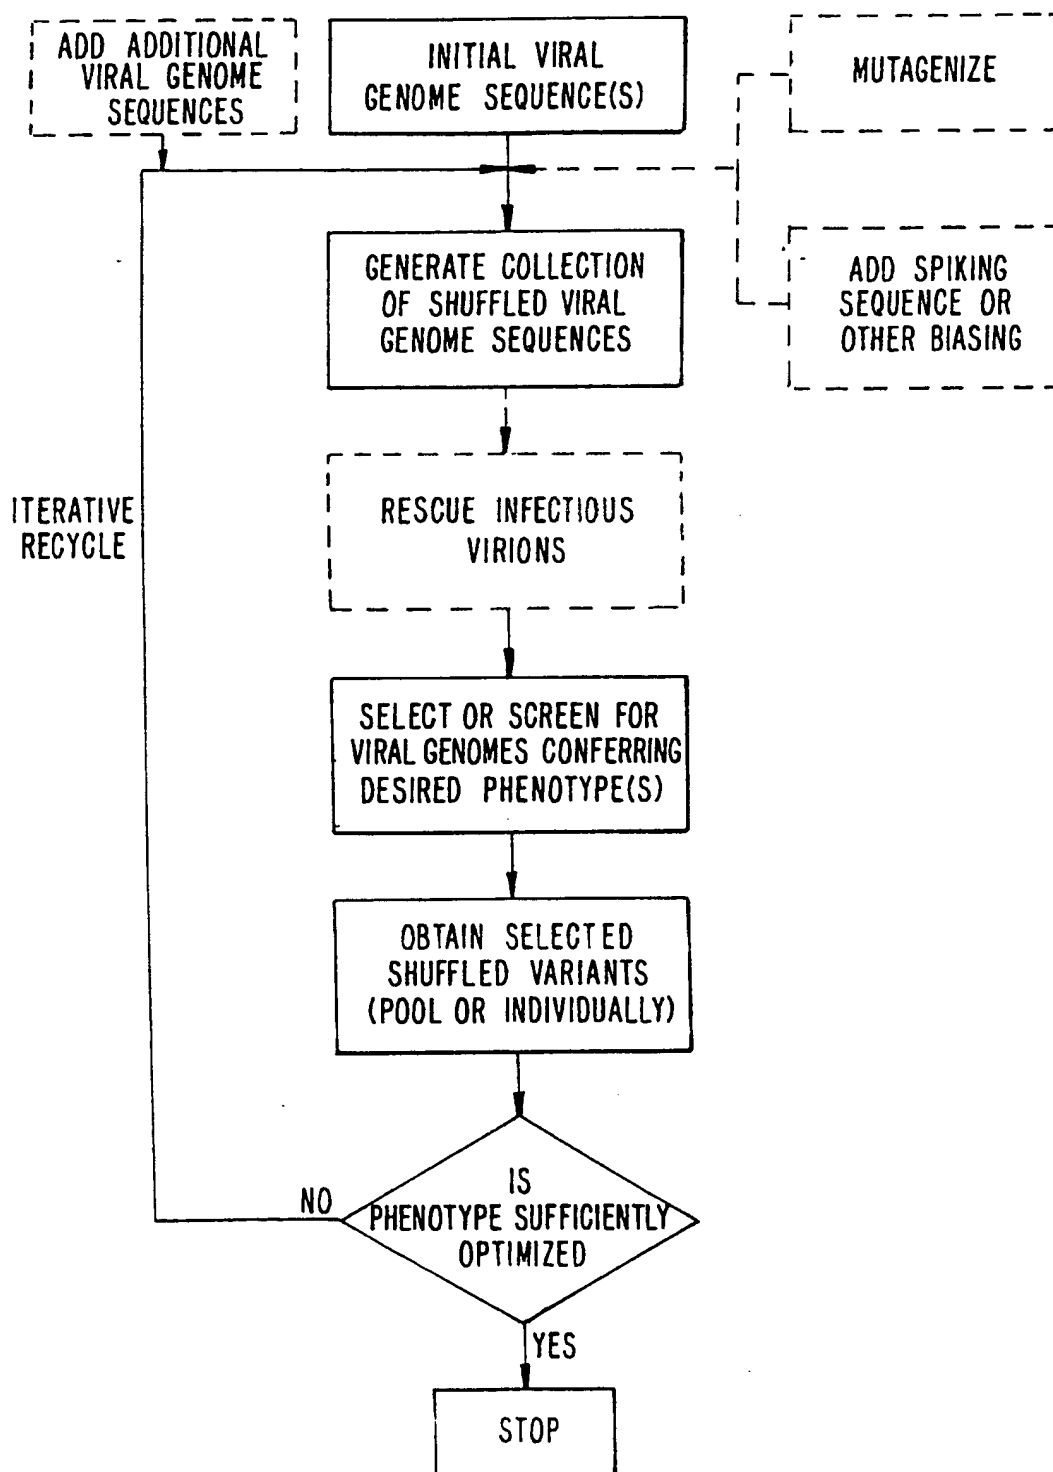 ADD ADDITIONAL
VIRAL GENOME
SEQUENCES
INITIAL VIRAL
GENOME SEQUENCE(S)
MUTAGENIZE
GENERATE COLLECTION
OF SHUFFLED VIRAL
GENOME SEQUENCES
ADD SPIKING
SEQUENCE OR
OTHER BIASING
ITERATIVE
RECYCLE
RESCUE INFECTIOUS
VIRIONS
SELECT OR SCREEN FOR
VIRAL GENOMES CONFERRING
DESIRED PHENOTYPE(S)
OBTAIN SELECTED
SHUFFLED VARIANTS
(POOL OR INDIVIDUALLY)
NO
IS
PHENOTYPE SUFFICIENTLY
OPTIMIZED
YES
STOP